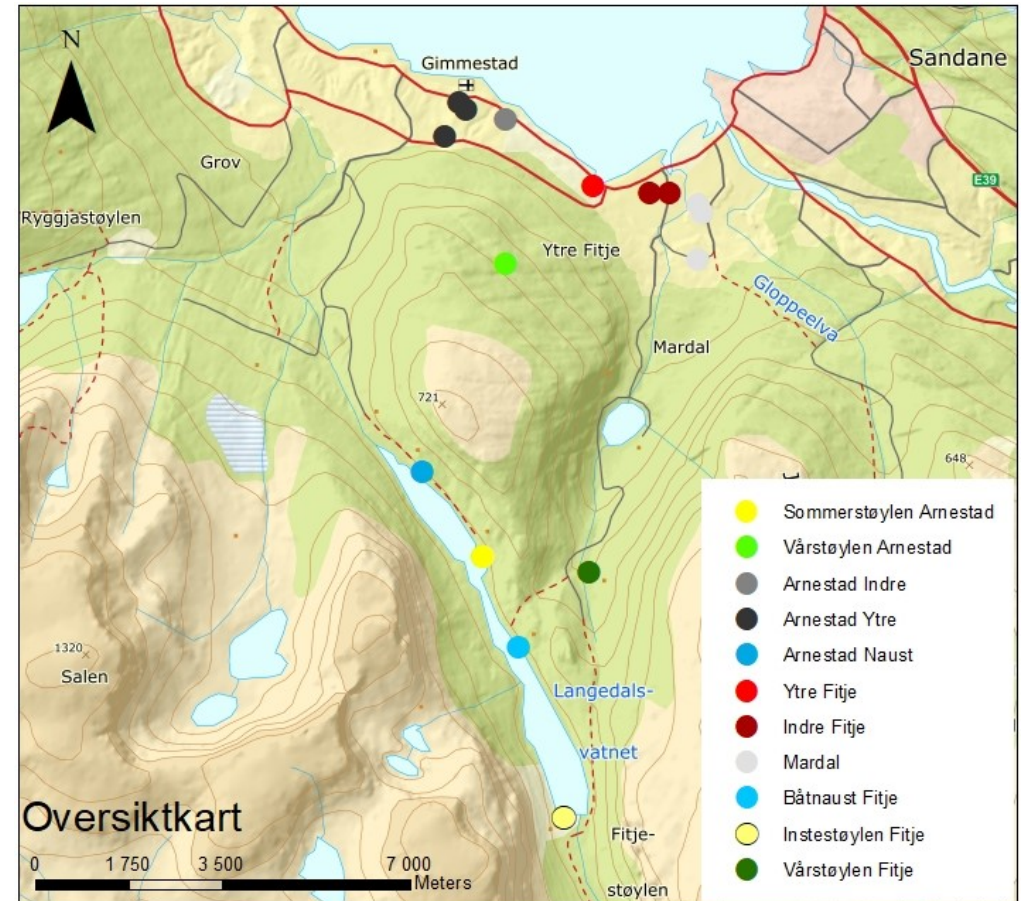 N
Gimmestad
Sandane
Grov
E39
Ryggjastøylen
Ytre Fitje
Gloppeelva
Mardal
721
648
1320
Salen
Langedals-
vatnet
Fitje-
støylen
Sommerstøylen Arnestad
Vårstøylen Arnestad
Arnestad Indre
Arnestad Ytre
Arnestad Naust
Ytre Fitje
Indre Fitje
Mardal
Båtnaust Fitje
Instestøylen Fitje
Vårstøylen Fitje
Oversiktkart
0 1 750 3 500 7 000
Meters